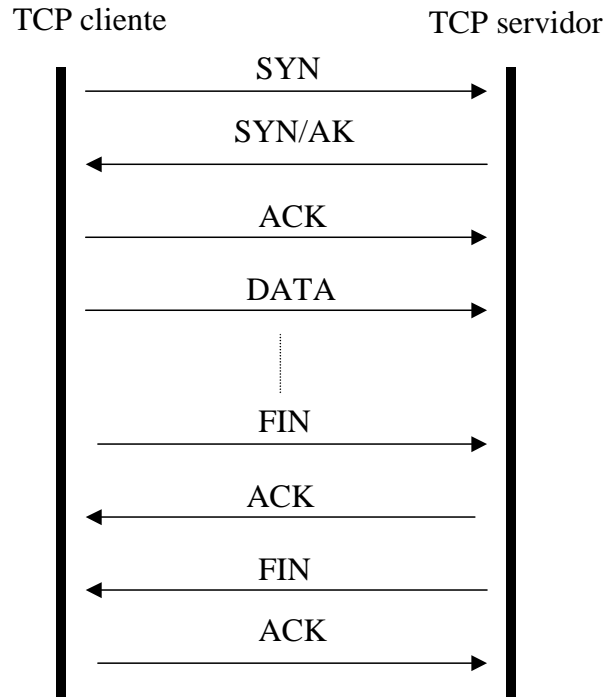 TCP cliente
TCP servidor
SYN
SYN/AK
ACK
DATA
FIN
ACK
FIN
ACK